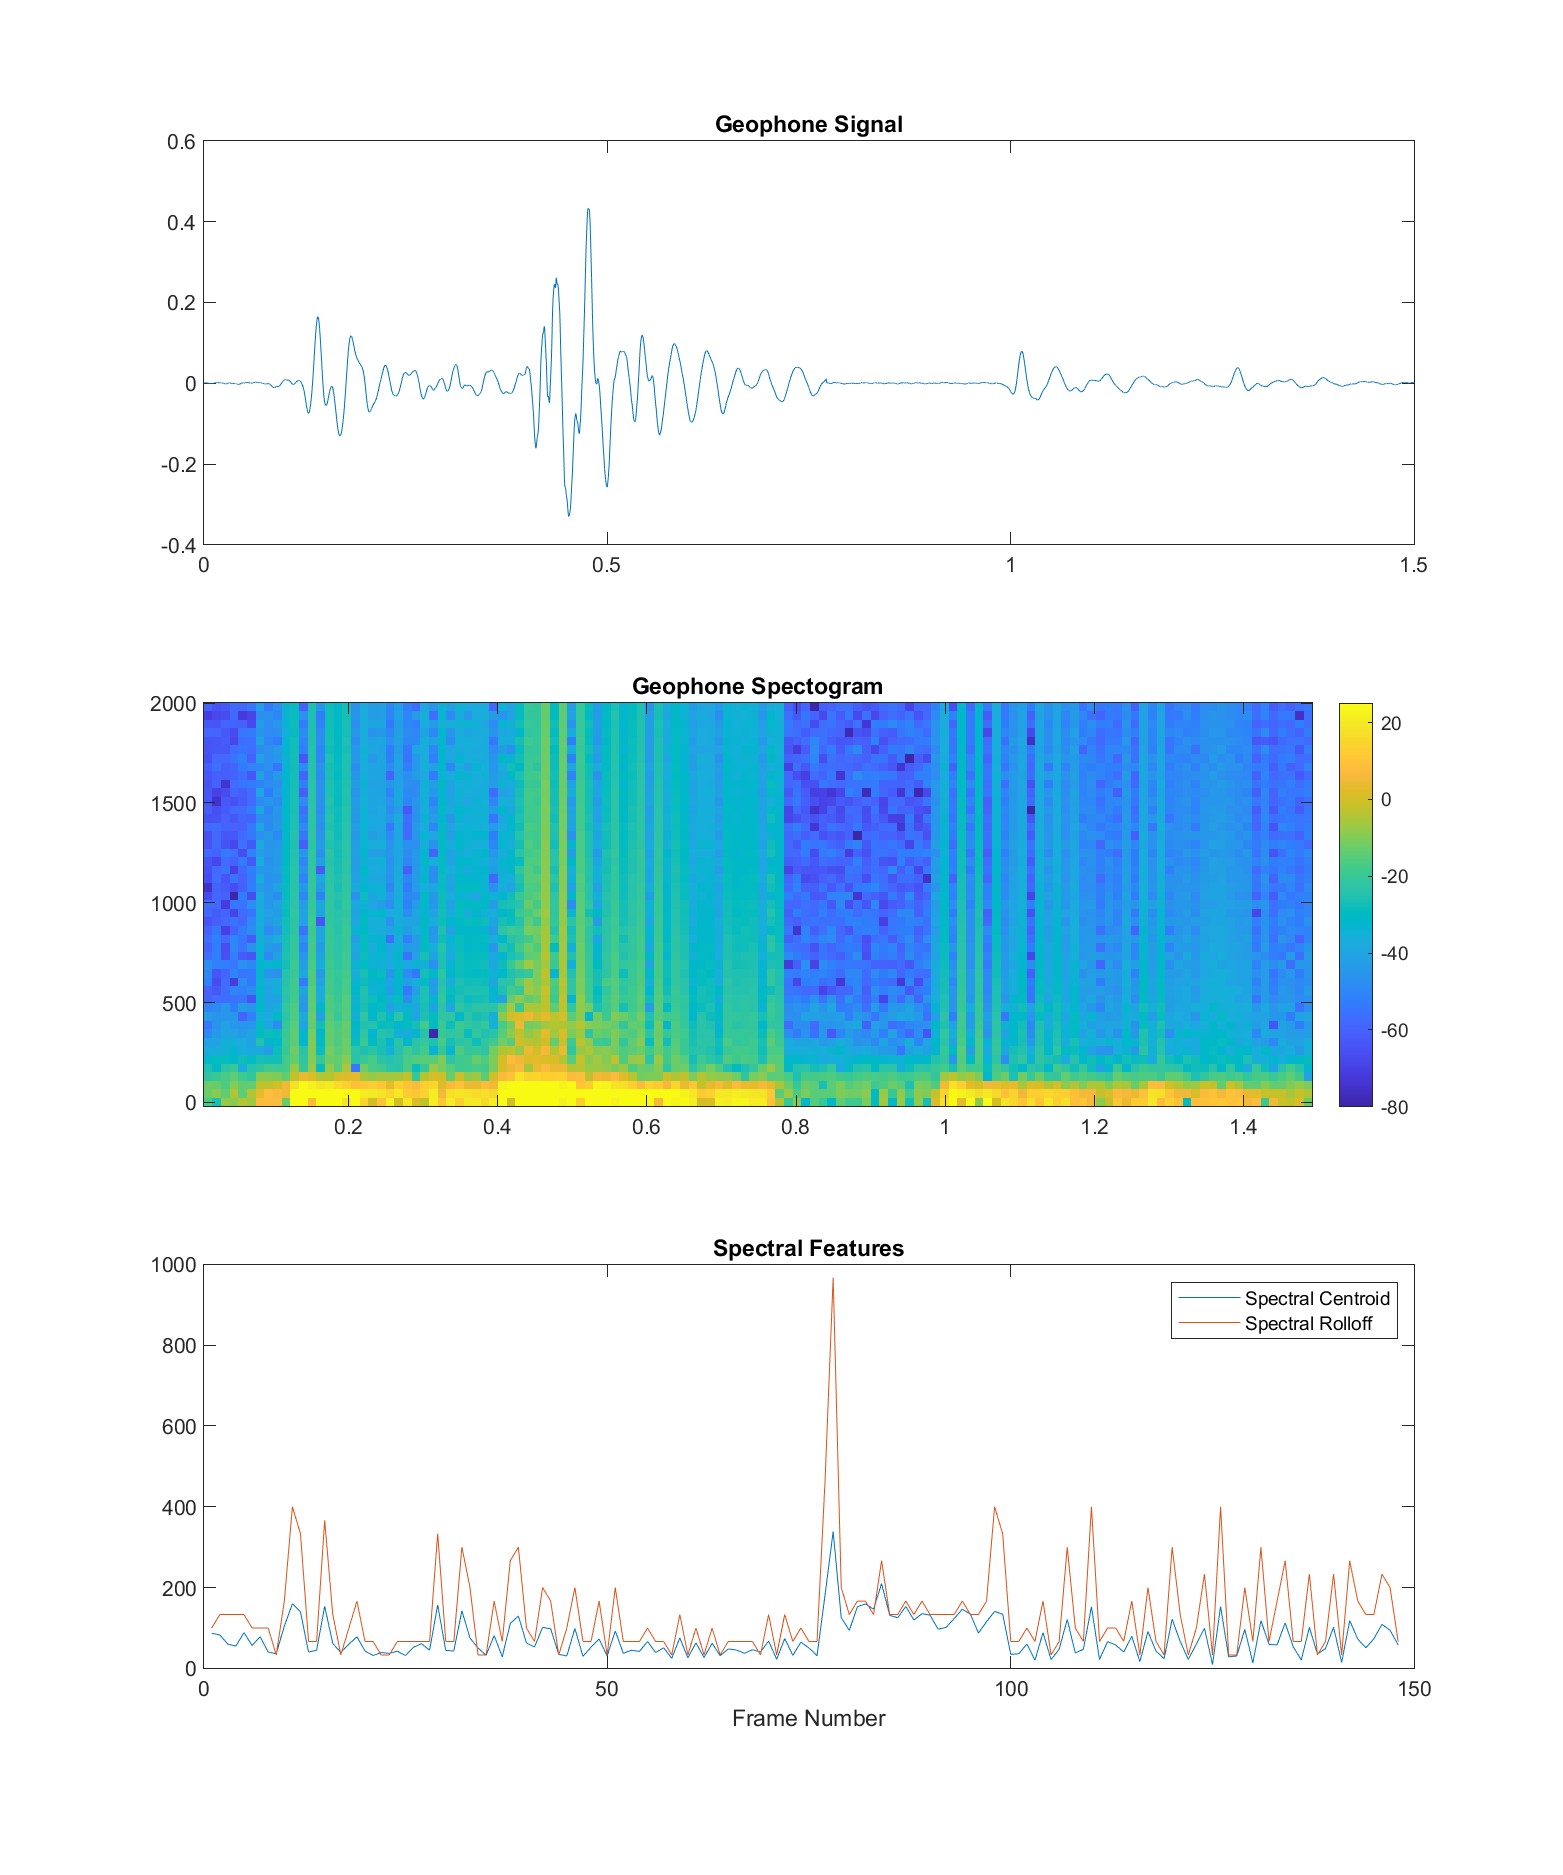 Geophone Signal
0.6
0.4
0.2
0
-0.2
-0.4
0 0.5 1 1.5
Geophone Spectogram
2000
1500
1000
500
0
0.2 0.4 0.6 0.8 1 1.2 1.4
20
0
-20
-40
-60
-80
Spectral Features
1000
800
600
400
200
0
Spectral Centroid
Spectral Rolloff
0 50 100 150
Frame Number